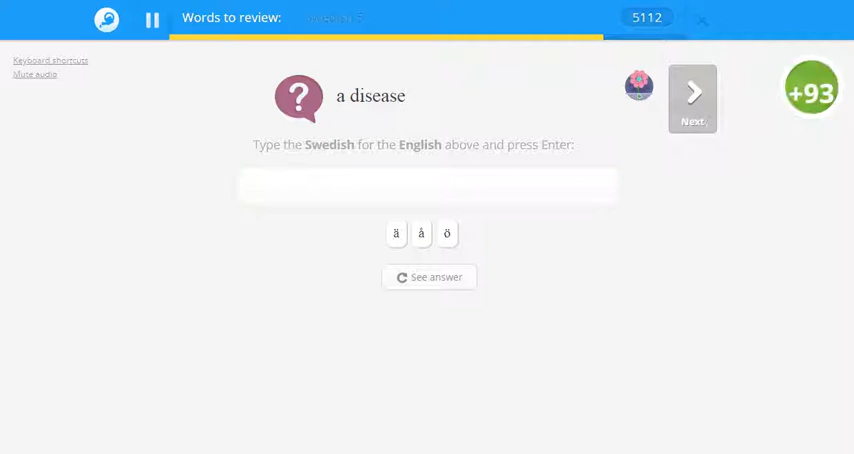 Words to review:
5112
Keyboard shortcuts
Mute audio
a disease
+93
Next
Type the Swedish for the English above and press Enter:
ä å ö
See answer